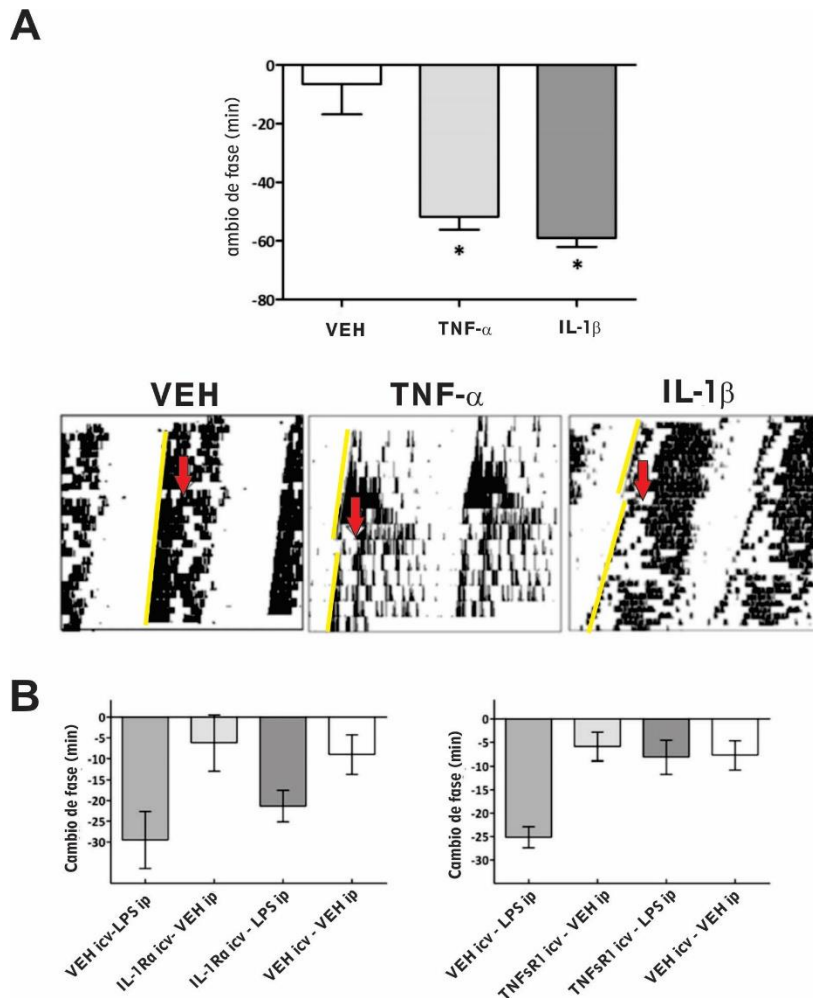 A
0
-20
-40
-60
-80
ambio de fase (min)
*
*
VEH TNF-α IL-1β
VEH TNF-α IL-1β
B
0
-5
-10
-15
-20
-25
-30
Cambio de fase (min)
VEH icv-LPS ip
IL-1Ra icv- VEH ip
IL-1Ra icv - LPS ip
VEH icv - VEH ip
0
-5
-10
-15
-20
-25
-30
Cambio de fase (min)
VEH icv - LPS ip
TNFsR1 icv - VEH ip
TNFsR1 icv - LPS ip
VEH icv - VEH ip